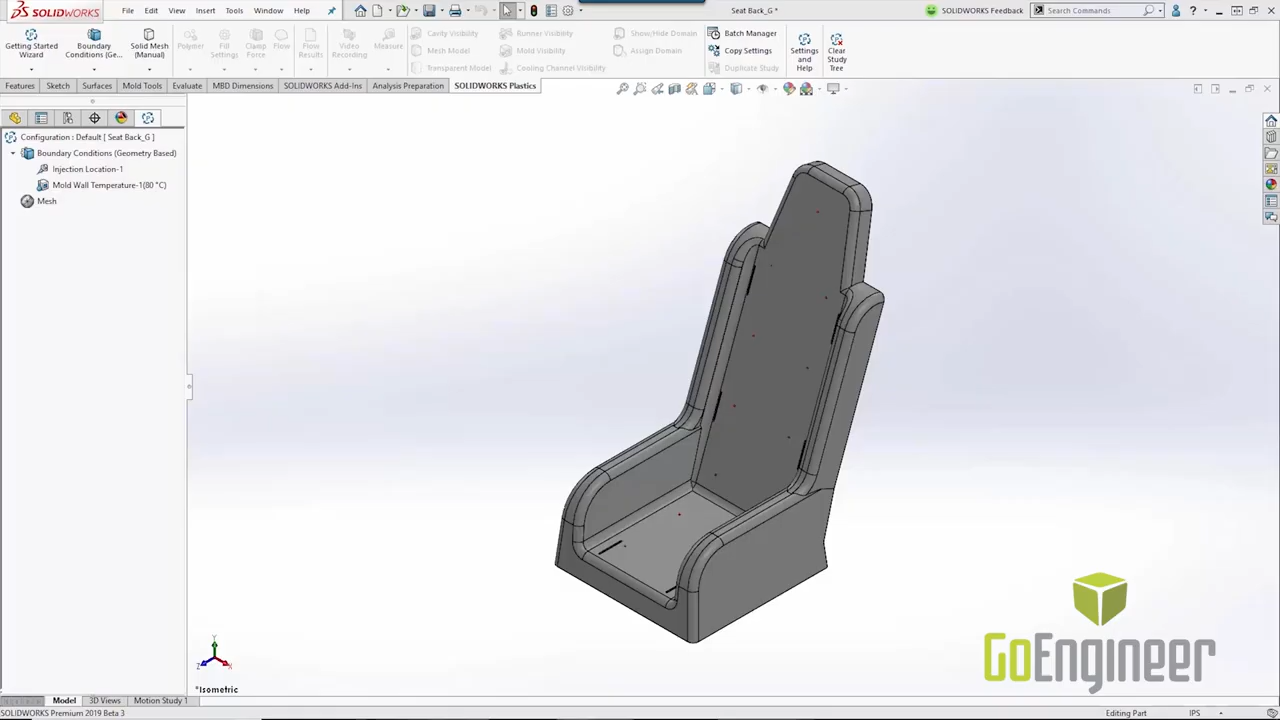 SOLIDWORKS
File Edit View Insert Tools Window Help
Seat Back_G *
SOLIDWORKS Feedback
Search Commands
Getting Started Wizard
Boundary Conditions (Ge...
Solid Mesh (Manual)
Polymer
Fill Settings
Clamp Force
Flow
Flow Results
Video Recording
Measure
Cavity Visibility
Mesh Model
Transparent Model
Runner Visibility
Mold Visibility
Cooling Channel Visibility
Show/Hide Domain
Assign Domain
Batch Manager
Copy Settings
Duplicate Study
Settings and Help
Clear Study Tree
Features Sketch Surfaces Mold Tools Evaluate MBD Dimensions SOLIDWORKS Add-Ins Analysis Preparation SOLIDWORKS Plastics
Configuration : Default [ Seat Back_G ]
Boundary Conditions (Geometry Based)
Injection Location-1
Mold Wall Temperature-1(80 °C)
Mesh
Y
Z
X
*Isometric
GoEngineer
Model 3D Views Motion Study 1
SOLIDWORKS Premium 2019 Beta 3
Editing Part
IPS